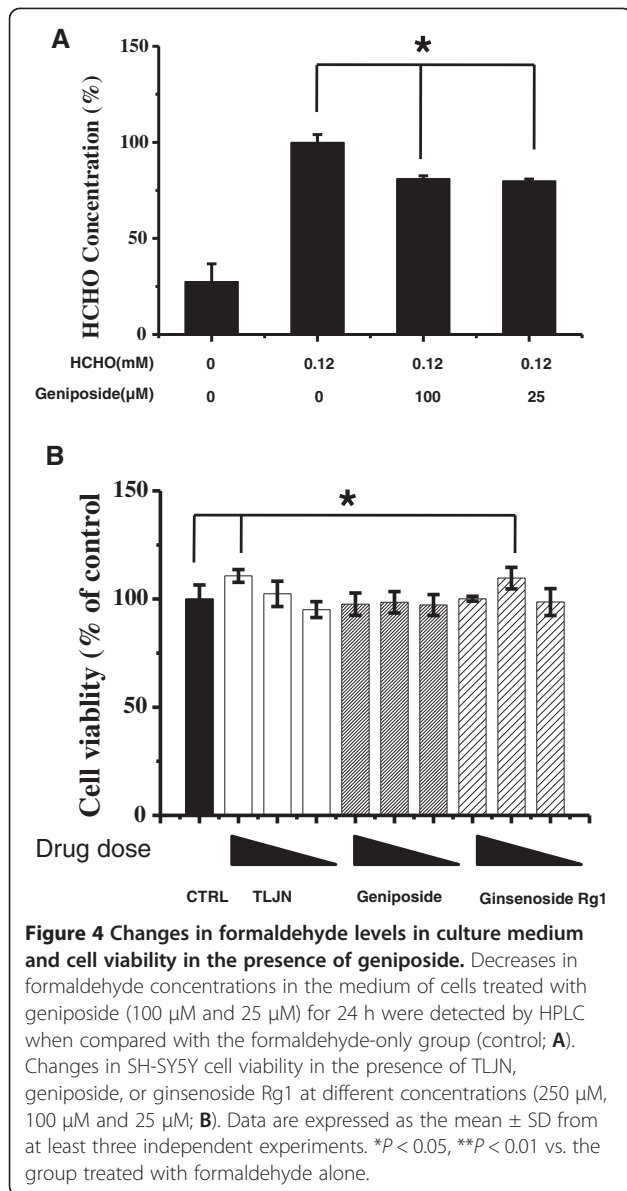 A
*
HCHO Concentration (%)
150
100
50
0
HCHO(mM) 0 0.12 0.12 0.12
Geniposide(µM) 0 0 100 25
B
*
Cell viablity (% of control
150
100
50
0
Drug dose
CTRL TLJN Geniposide Ginsenoside Rg1
Figure 4 Changes in formaldehyde levels in culture medium
and cell viability in the presence of geniposide. Decreases in
formaldehyde concentrations in the medium of cells treated with
geniposide (100 µM and 25 µM) for 24 h were detected by HPLC
when compared with the formaldehyde-only group (control; A).
Changes in SH-SY5Y cell viability in the presence of TLJN,
geniposide, or ginsenoside Rg1 at different concentrations (250 µM,
100 µM and 25 µM; B). Data are expressed as the mean ± SD from
at least three independent experiments. *P < 0.05, **P < 0.01 vs. the
group treated with formaldehyde alone.